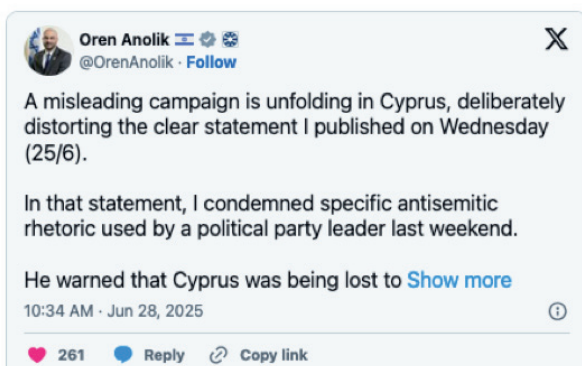 Oren Anolik
@OrenAnolik · Follow
A misleading campaign is unfolding in Cyprus, deliberately
distorting the clear statement I published on Wednesday
(25/6).
In that statement, I condemned specific antisemitic
rhetoric used by a political party leader last weekend.
He warned that Cyprus was being lost to Show more
10:34 AM · Jun 28, 2025
261 Reply Copy link